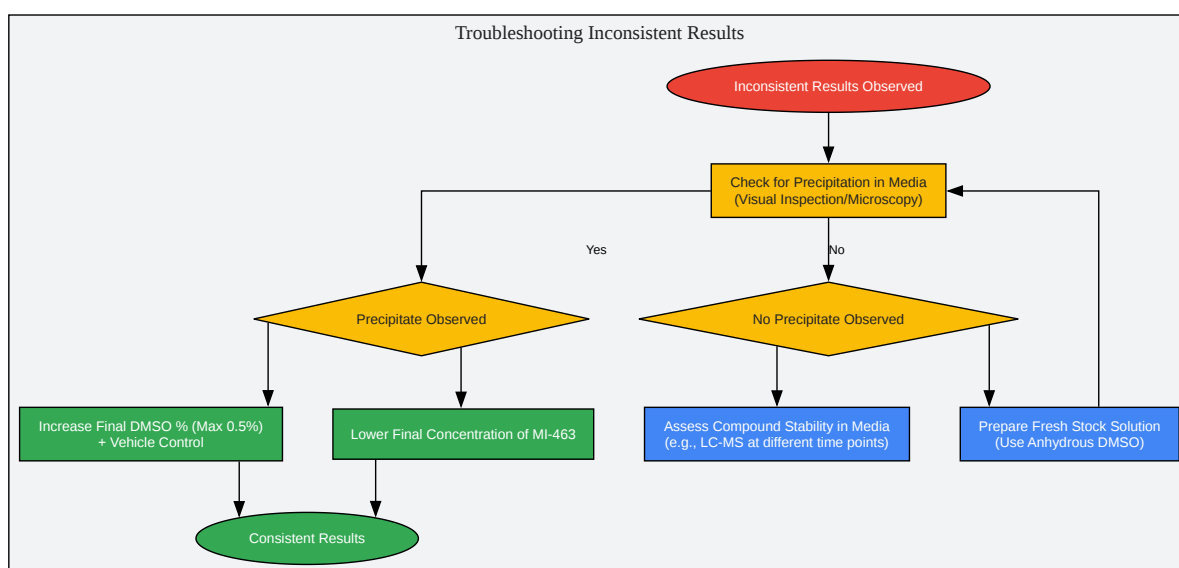 Troubleshooting Inconsistent Results
Inconsistent Results Observed
Check for Precipitation in Media
(Visual Inspection/Microscopy)
Yes
No
Precipitate Observed
No Precipitate Observed
Increase Final DMSO % (Max 0.5%)
+ Vehicle Control
Lower Final Concentration of MI-463
Assess Compound Stability in Media
(e.g., LC-MS at different time points)
Prepare Fresh Stock Solution
(Use Anhydrous DMSO)
Consistent Results